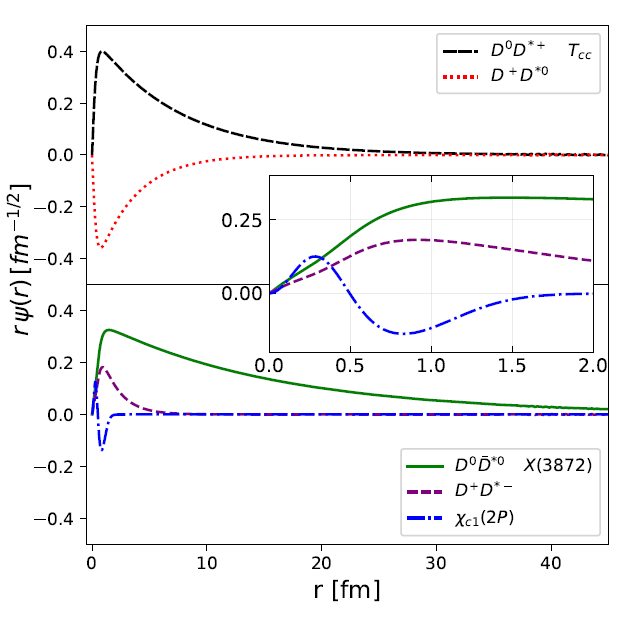 0.4
0.2
0.0
−0.2
−0.4
D⁰D*⁺ T_cc
D⁺D*⁰
r ψ(r) [fm^{-1/2}]
0.25
0.00
0.0 0.5 1.0 1.5 2.0
0.4
0.2
0.0
−0.2
−0.4
D⁰D̄*⁰ X(3872)
D⁺D*⁻
χ_c1(2P)
0 10 20 30 40
r [fm]